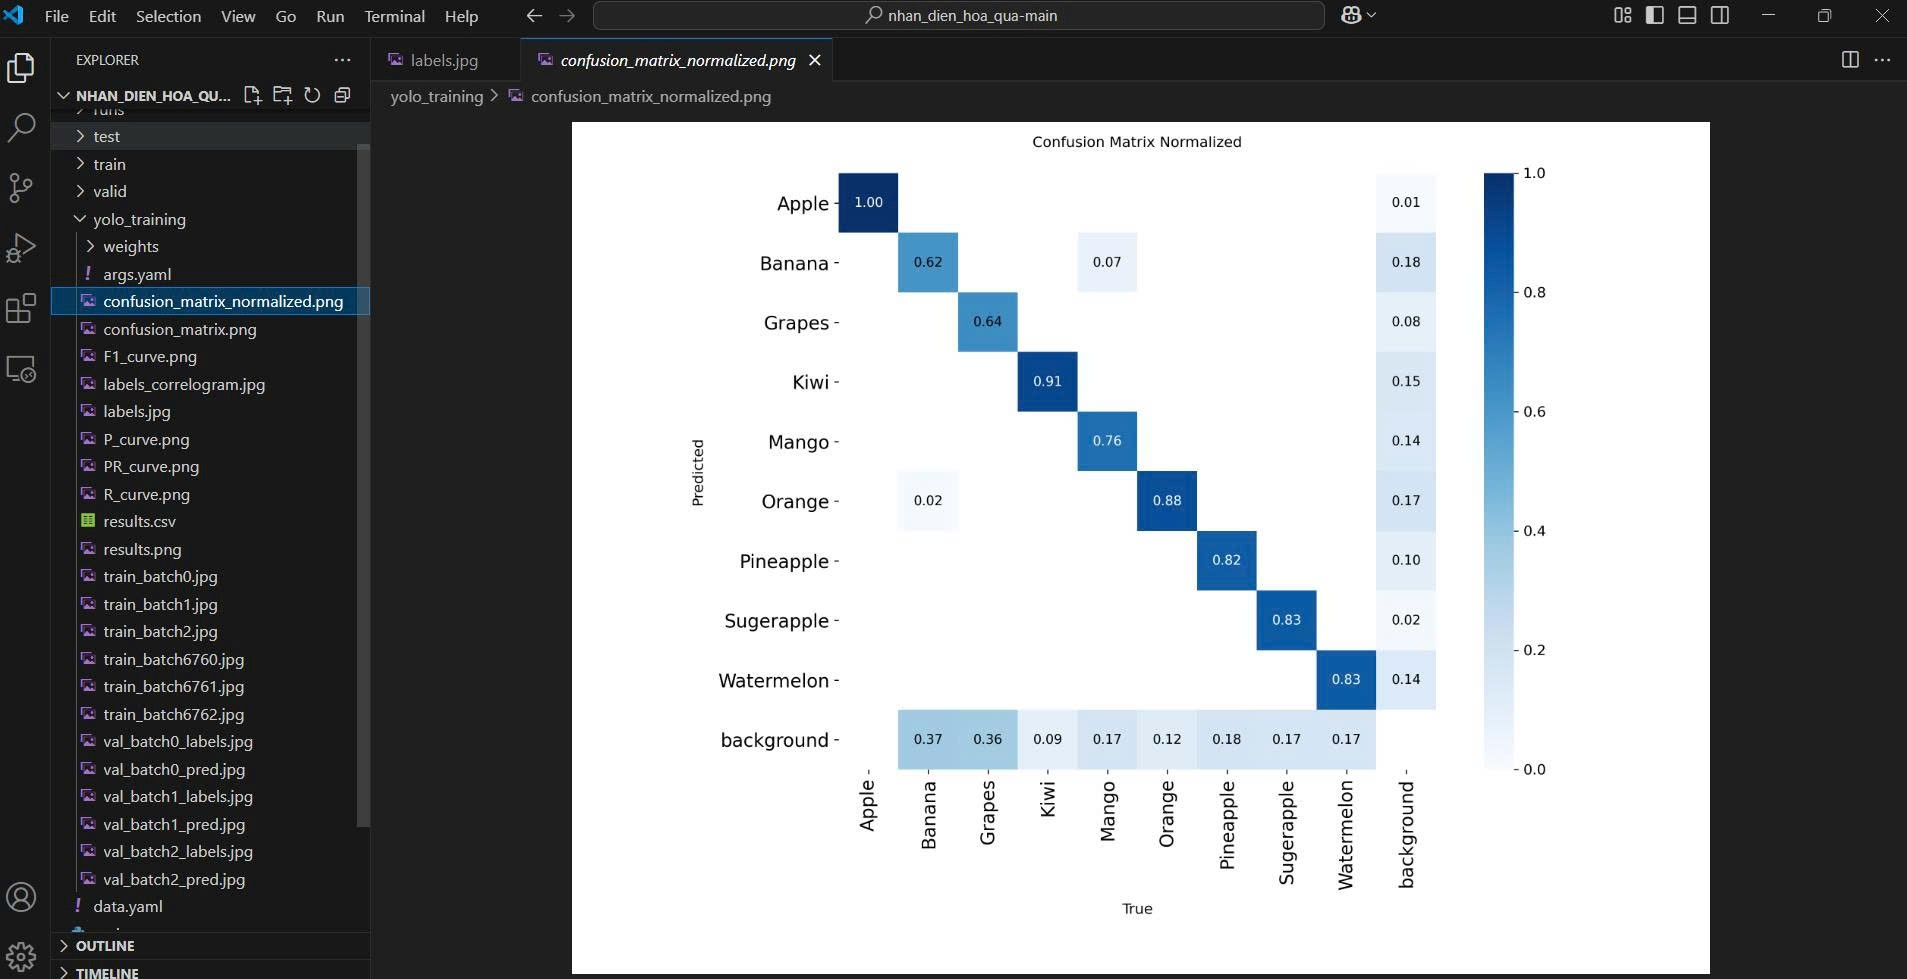 File Edit Selection View Go Run Terminal Help
nhan_dien_hoa_qua-main
EXPLORER
NHAN_DIEN_HOA_QU...
runs
test
train
valid
yolo_training
weights
! args.yaml
confusion_matrix_normalized.png
confusion_matrix.png
F1_curve.png
labels_correlogram.jpg
labels.jpg
P_curve.png
PR_curve.png
R_curve.png
results.csv
results.png
train_batch0.jpg
train_batch1.jpg
train_batch2.jpg
train_batch6760.jpg
train_batch6761.jpg
train_batch6762.jpg
val_batch0_labels.jpg
val_batch0_pred.jpg
val_batch1_labels.jpg
val_batch1_pred.jpg
val_batch2_labels.jpg
val_batch2_pred.jpg
! data.yaml
OUTLINE
TIMELINE
labels.jpg confusion_matrix_normalized.png
yolo_training > confusion_matrix_normalized.png
Confusion Matrix Normalized
Predicted
Apple 1.00 0.01
Banana 0.62 0.07 0.18
Grapes 0.64 0.08
Kiwi 0.91 0.15
Mango 0.76 0.14
Orange 0.02 0.88 0.17
Pineapple 0.82 0.10
Sugerapple 0.83 0.02
Watermelon 0.83 0.14
background 0.37 0.36 0.09 0.17 0.12 0.18 0.17 0.17
Apple Banana Grapes Kiwi Mango Orange Pineapple Sugerapple Watermelon background
True
1.0
0.8
0.6
0.4
0.2
0.0